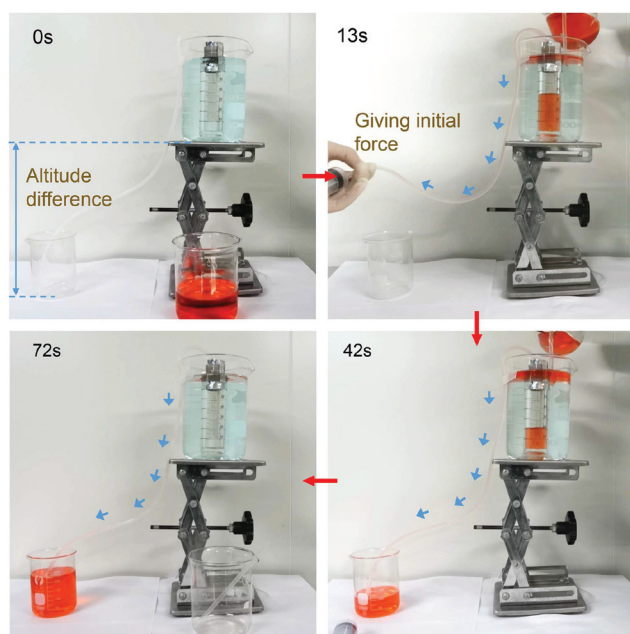 0s
Altitude
difference
13s
Giving initial
force
72s
42s